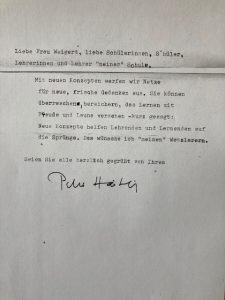 Liebe Frau Weigert, liebe Schülerinnen, Schüler,
Lehrerinnen und Lehrer "meiner" Schule,
Mit neuen Konzepten werfen wir Netze
für neue, frische Gedanken aus. Sie können
überraschen, bereichern, das Lernen mit
Freude und Laune versehen -kurz gesagt:
Neue Konzepte helfen Lehrenden und Lernenden auf
die Sprünge. Das wünsche ich "meinen" Wetzlarern.
Seien Sie alle herzlich gegrüßt von Ihrem
Peter Härtling